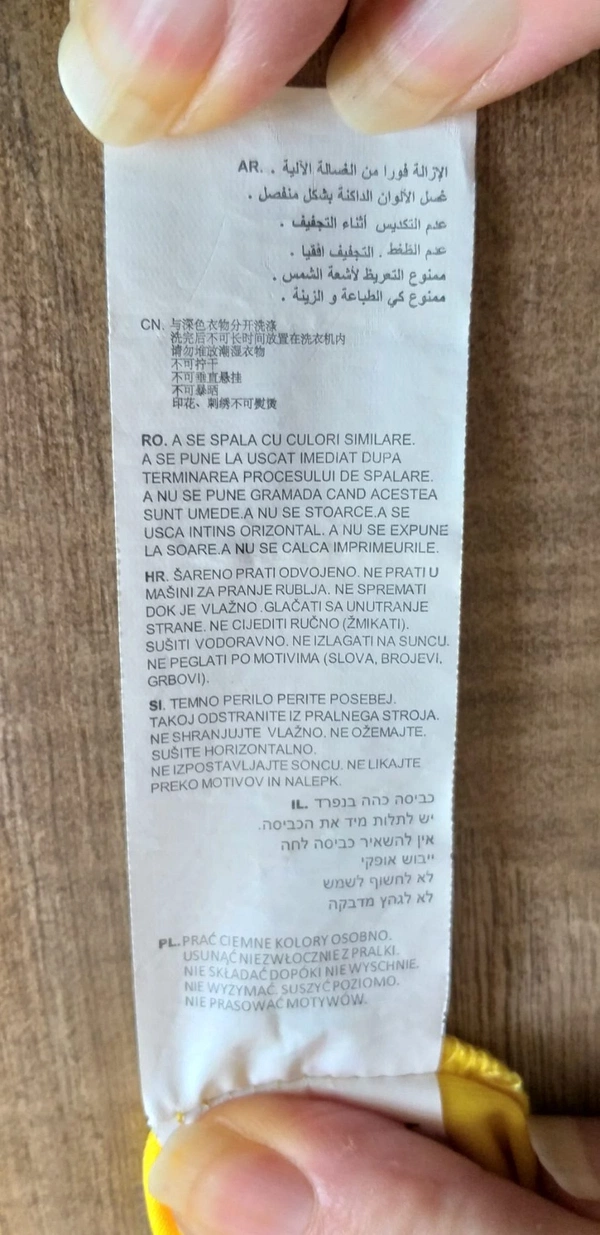 AR. . الإزالة فورا من الغسالة الآلية
غسل الألوان الداكنة بشكل منفصل .
عدم التكديس أثناء التجفيف .
عدم الظغط . التجفيف افقيا .
ممنوع التعريظ لأشعة الشمس .
ممنوع كي الطباعة و الزينة .
CN. 与深色衣物分开洗涤
洗完后不可长时间放置在洗衣机内
请勿堆放潮湿衣物
不可拧干
不可垂直悬挂
不可暴晒
印花、刺绣不可熨烫
RO. A SE SPALA CU CULORI SIMILARE.
A SE PUNE LA USCAT IMEDIAT DUPA
TERMINAREA PROCESULUI DE SPALARE.
A NU SE PUNE GRAMADA CAND ACESTEA
SUNT UMEDE.A NU SE STOARCE.A SE
USCA INTINS ORIZONTAL. A NU SE EXPUNE
LA SOARE.A NU SE CALCA IMPRIMEURILE.
HR. ŠARENO PRATI ODVOJENO. NE PRATI U
MAŠINI ZA PRANJE RUBLJA. NE SPREMATI
DOK JE VLAŽNO .GLAČATI SA UNUTRANJE
STRANE. NE CIJEDITI RUČNO (ŽMIKATI).
SUŠITI VODORAVNO. NE IZLAGATI NA SUNCU.
NE PEGLATI PO MOTIVIMA (SLOVA, BROJEVI,
GRBOVI).
SI. TEMNO PERILO PERITE POSEBEJ.
TAKOJ ODSTRANITE IZ PRALNEGA STROJA.
NE SHRANJUJTE VLAŽNO. NE OŽEMAJTE.
SUŠITE HORIZONTALNO.
NE IZPOSTAVLJAJTE SONCU. NE LIKAJTE
PREKO MOTIVOV IN NALEPK.
IL. כביסה כהה בנפרד
יש לתלות מיד את הכביסה.
אין להשאיר כביסה לחה
ייבוש אופקי
לא לחשוף לשמש
לא לגהץ מדבקה
PL. PRAĆ CIEMNE KOLORY OSOBNO.
USUNĄĆ NIEZWŁOCZNIE Z PRALKI.
NIE SKŁADAĆ DOPÓKI NIE WYSCHNIE.
NIE WYZYMAĆ. SUSZYĆ POZIOMO.
NIE PRASOWAĆ MOTYWÓW.